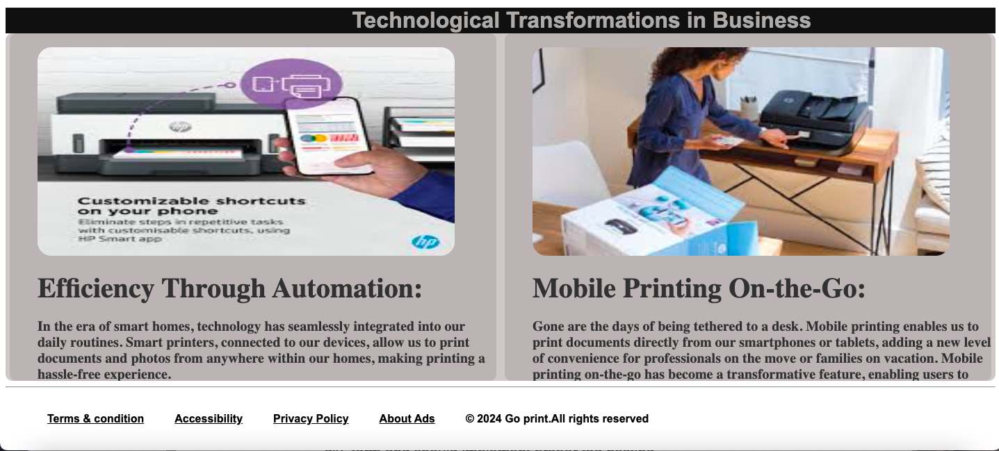 Technological Transformations in Business
hp
Customizable shortcuts
on your phone
Eliminate steps in repetitive tasks
with customisable shortcuts, using
HP Smart app
hp
Efficiency Through Automation:
In the era of smart homes, technology has seamlessly integrated into our
daily routines. Smart printers, connected to our devices, allow us to print
documents and photos from anywhere within our homes, making printing a
hassle-free experience.
Mobile Printing On-the-Go:
Gone are the days of being tethered to a desk. Mobile printing enables us to
print documents directly from our smartphones or tablets, adding a new level
of convenience for professionals on the move or families on vacation. Mobile
printing on-the-go has become a transformative feature, enabling users to
Terms & condition Accessibility Privacy Policy About Ads © 2024 Go print.All rights reserved